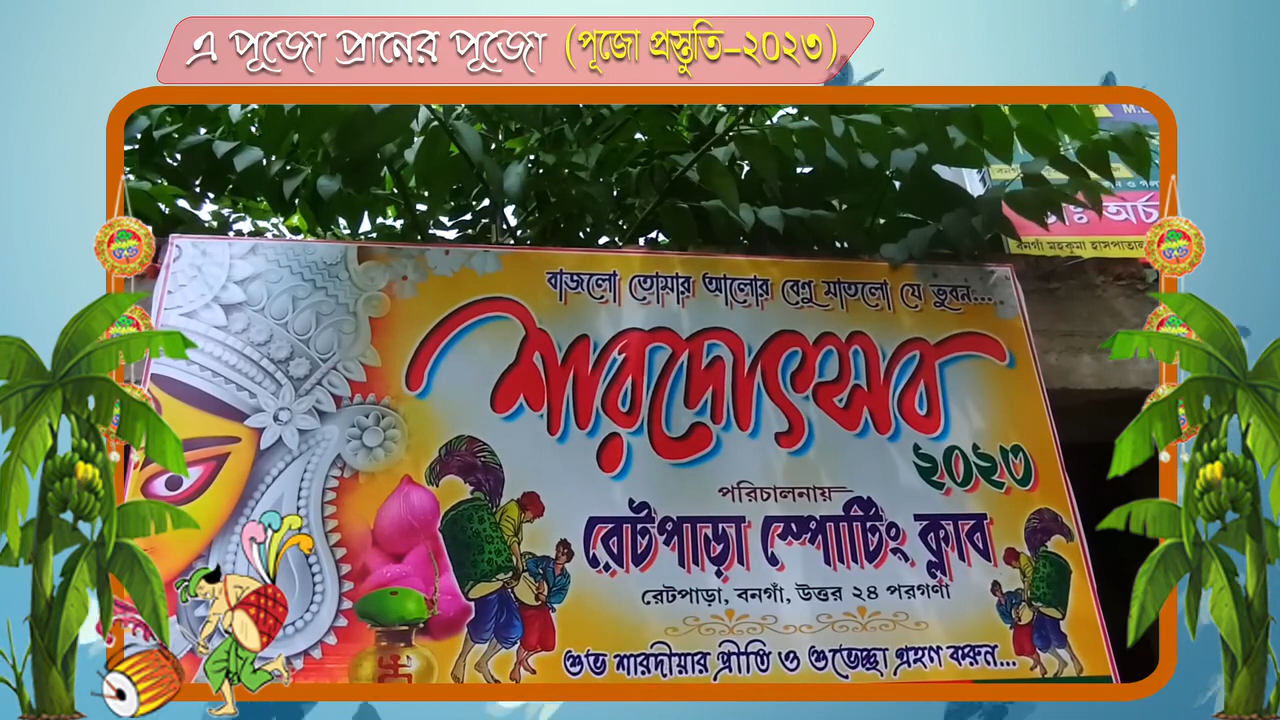 এ পূজো প্রানের পূজো (পূজো প্রস্তুতি–২০২৩)
M.
ডাঃ অর্চ
বনগাঁ মহকুমা হাসপাতাল
বাজলো তোমার আলোর বেণু মাতলো যে ভুবন...
শারদোৎসব
২০২৩
পরিচালনায়
রেটপাড়া স্পোর্টিং ক্লাব
রেটপাড়া, বনগাঁ, উত্তর ২৪ পরগণা
শুভ শারদীয়ার প্রীতি ও শুভেচ্ছা গ্রহণ করুন...